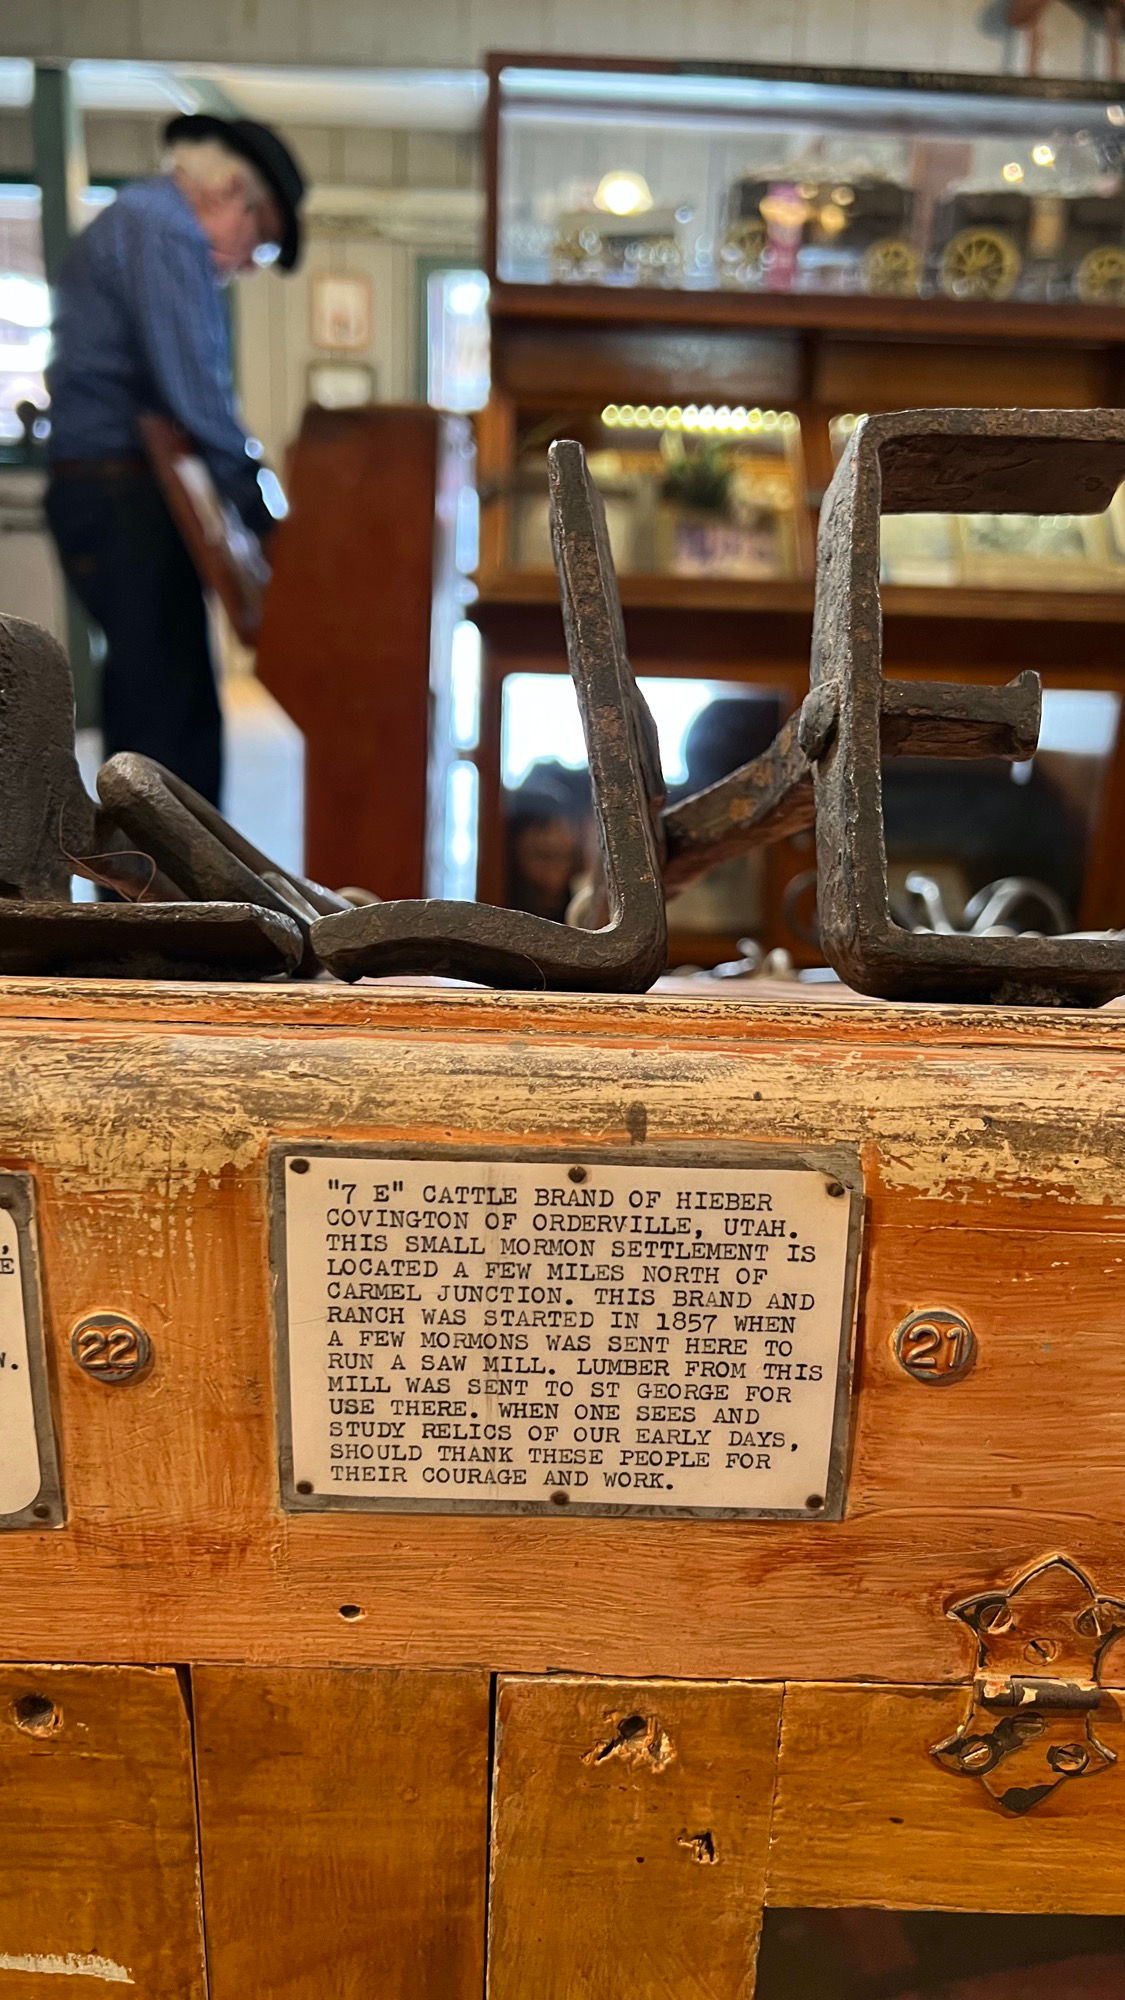 "7 E" CATTLE BRAND OF HIEBER
COVINGTON OF ORDERVILLE, UTAH.
THIS SMALL MORMON SETTLEMENT IS
LOCATED A FEW MILES NORTH OF
CARMEL JUNCTION. THIS BRAND AND
RANCH WAS STARTED IN 1857 WHEN
A FEW MORMONS WAS SENT HERE TO
RUN A SAW MILL. LUMBER FROM THIS
MILL WAS SENT TO ST GEORGE FOR
USE THERE. WHEN ONE SEES AND
STUDY RELICS OF OUR EARLY DAYS,
SHOULD THANK THESE PEOPLE FOR
THEIR COURAGE AND WORK.
22
21